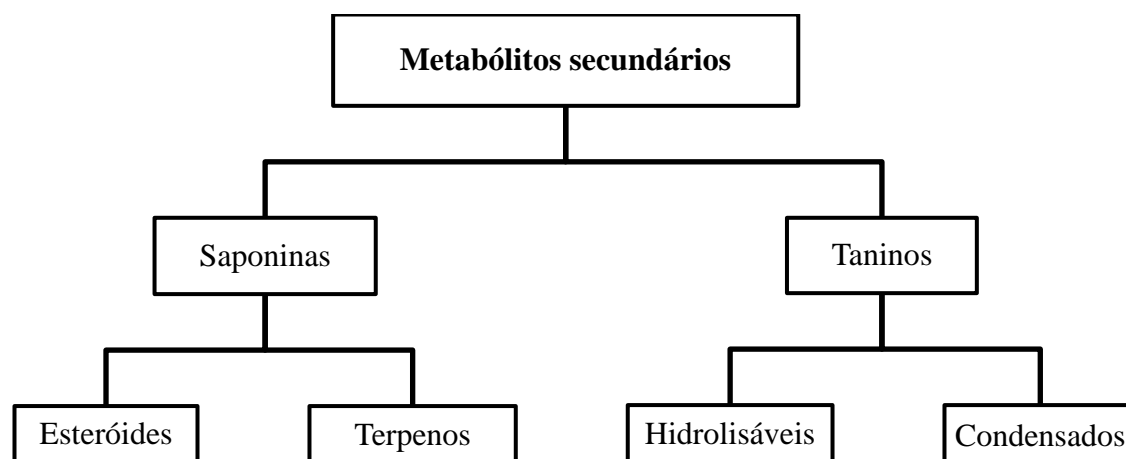 Metabólitos secundários
Saponinas
Taninos
Esteróides
Terpenos
Hidrolisáveis
Condensados